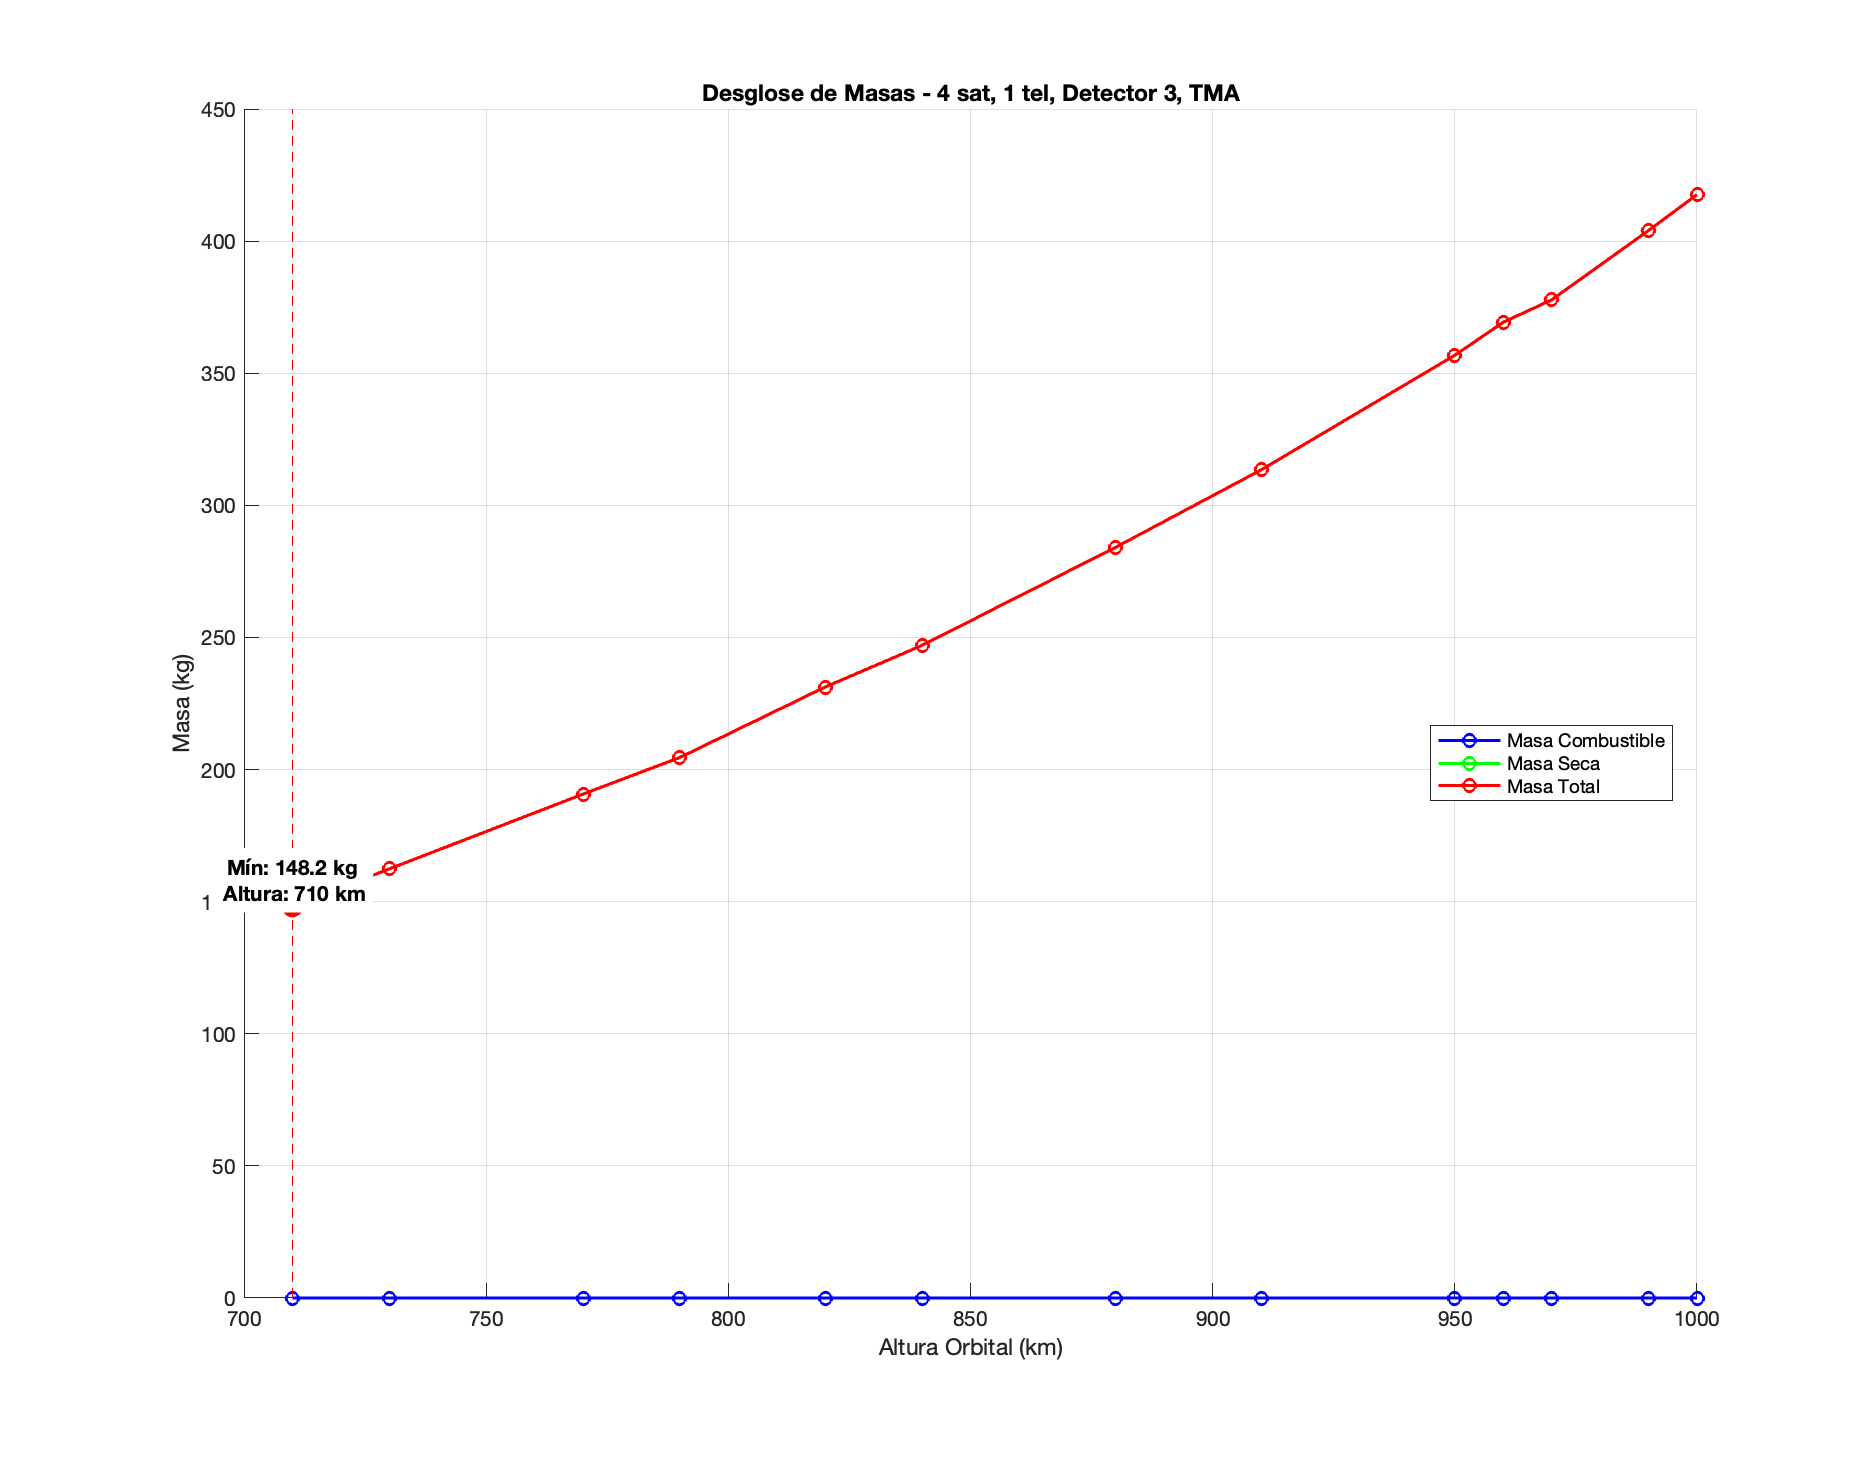 Desglose de Masas - 4 sat, 1 tel, Detector 3, TMA
450
400
350
300
250
200
1
100
50
0
Masa (kg)
Mín: 148.2 kg
Altura: 710 km
Masa Combustible
Masa Seca
Masa Total
700 750 800 850 900 950 1000
Altura Orbital (km)